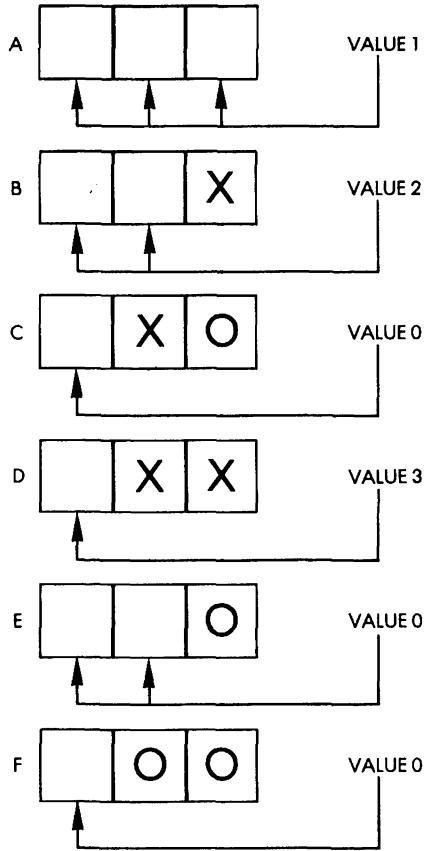 A VALUE 1
B X VALUE 2
C X O VALUE 0
D X X VALUE 3
E O VALUE 0
F O O VALUE 0